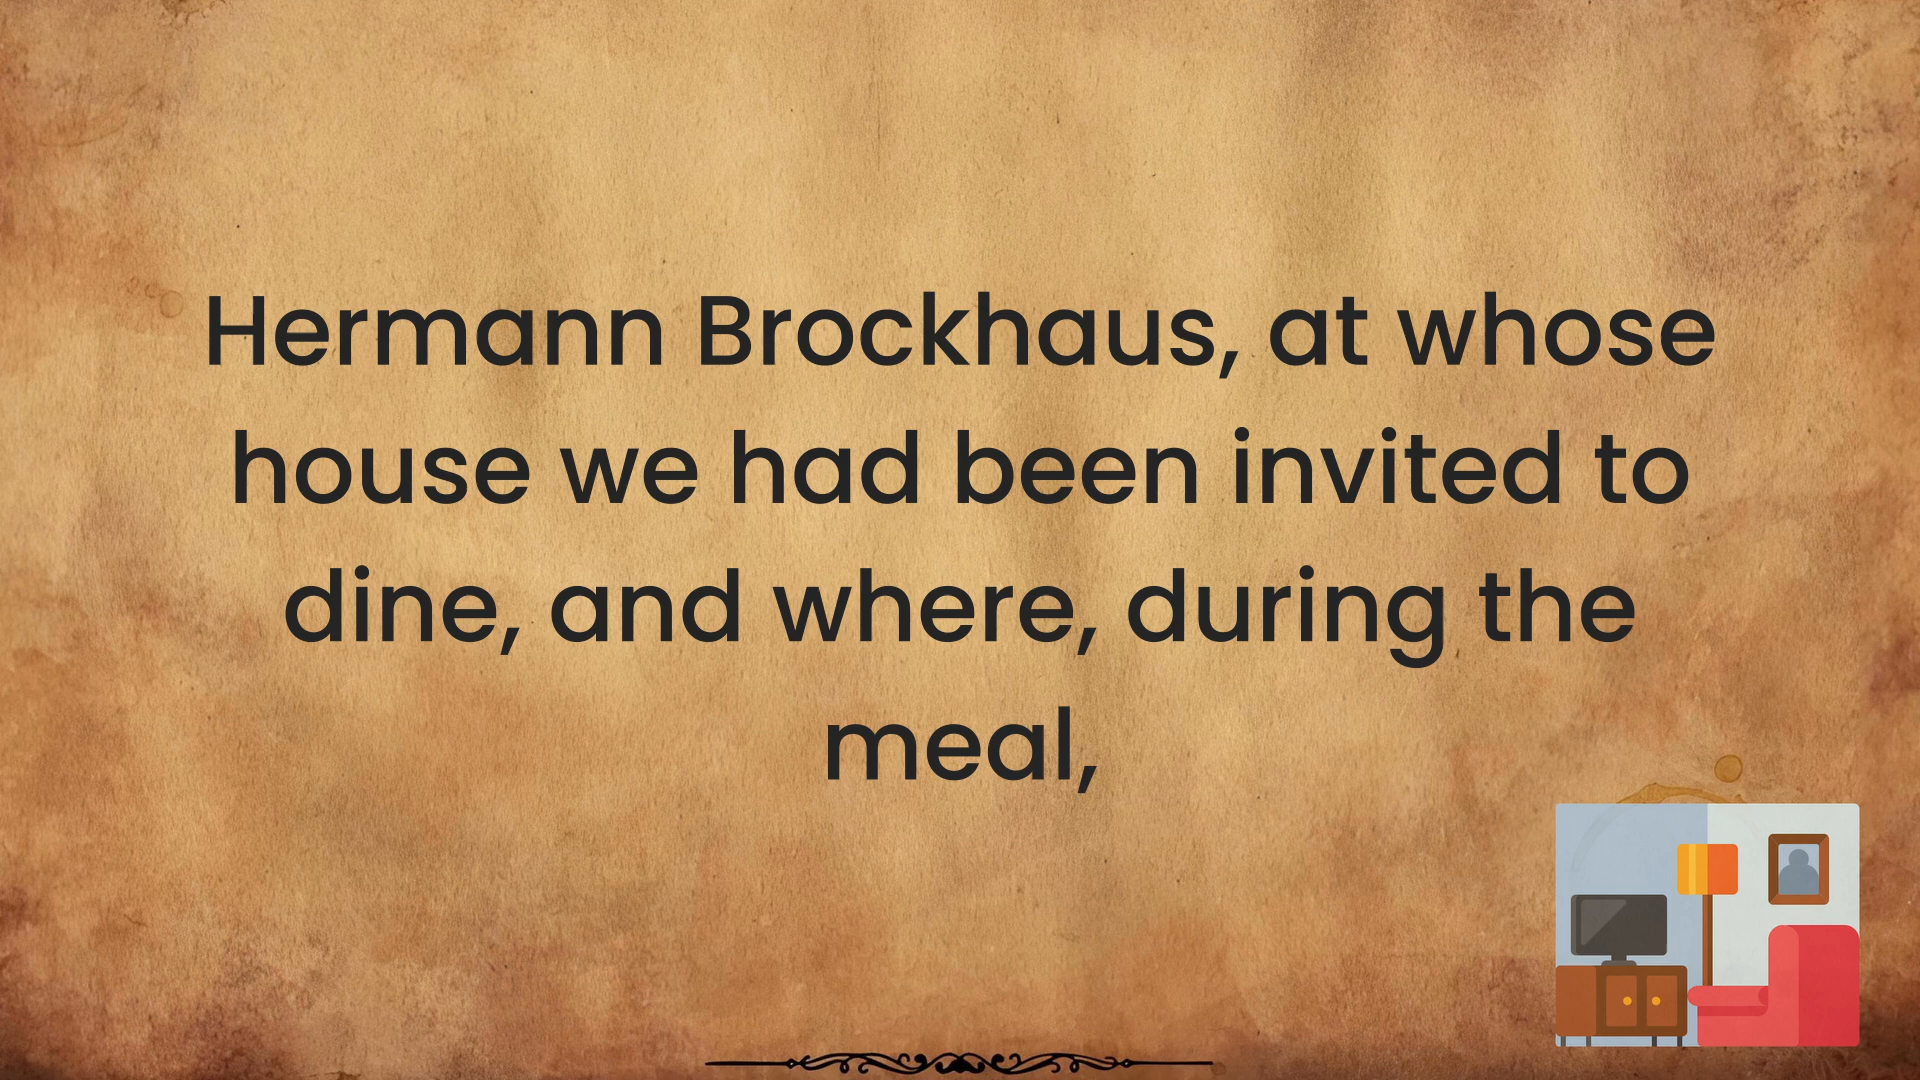 Hermann Brockhaus, at whose
house we had been invited to
dine, and where, during the
meal,